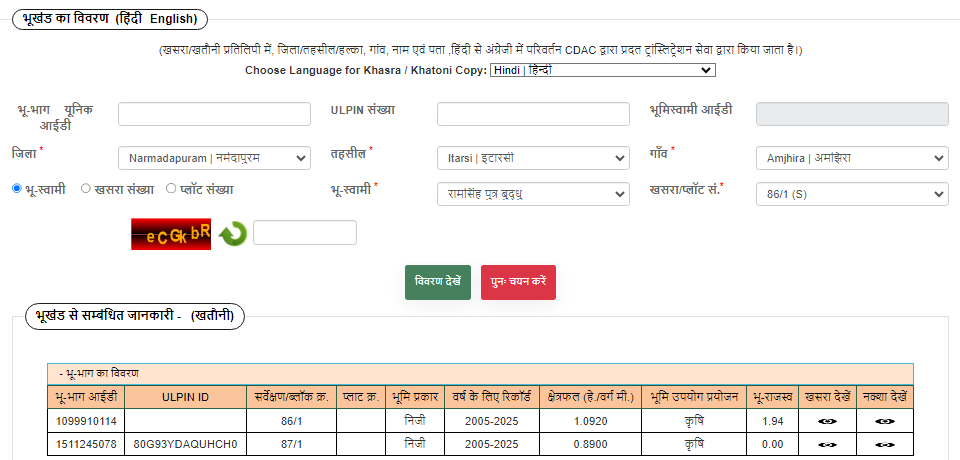 भूखंड का विवरण (हिंदी English)
(खसरा/खतौनी प्रतिलिपी में, जिला/तहसील/हल्का, गांव, नाम एवं पता ,हिंदी से अंग्रेजी में परिवर्तन CDAC द्वारा प्रदत ट्रांस्लिट्रेशन सेवा द्वारा किया जाता है।)
Choose Language for Khasra / Khatoni Copy: Hindi | हिन्दी
भू-भाग यूनिक आईडी ULPIN संख्या भूमिस्वामी आईडी
जिला * Narmadapuram | नर्मदापुरम तहसील * Itarsi | इटारसी गाँव * Amjhira | अमझिरा
भू-स्वामी खसरा संख्या प्लॉट संख्या भू-स्वामी * रामसिंह पुत्र बुद्धु खसरा/प्लॉट सं.* 86/1 (S)
eCGkbR
विवरण देखें पुनः चयन करें
भूखंड से सम्बंधित जानकारी - (खतौनी)
- भू-भाग का विवरण
भू-भाग आईडी ULPIN ID सर्वेक्षण/ब्लॉक क्र. प्लाट क्र. भूमि प्रकार वर्ष के लिए रिकॉर्ड क्षेत्रफल (हे./वर्ग मी.) भूमि उपयोग प्रयोजन भू-राजस्व खसरा देखें नक्शा देखें
1099910114 86/1 निजी 2005-2025 1.0920 कृषि 1.94
1511245078 80G93YDAQUHCH0 87/1 निजी 2005-2025 0.8900 कृषि 0.00